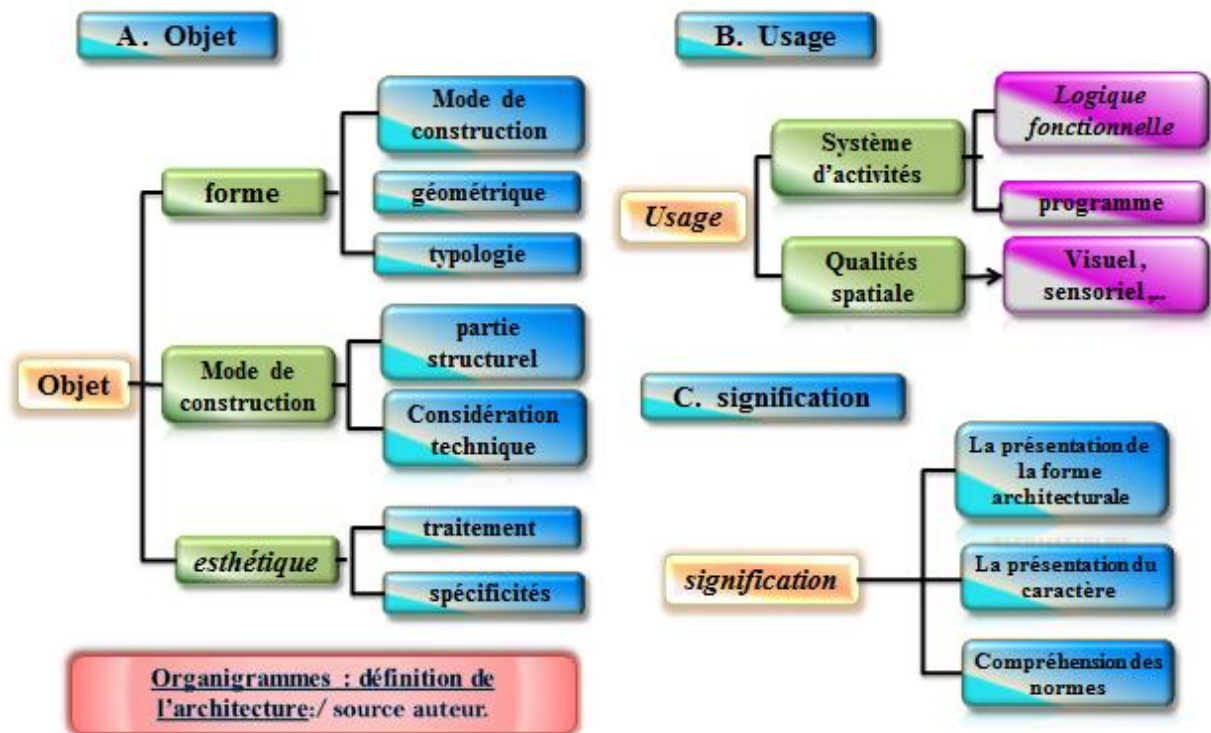 A. Objet
Mode de
construction
forme
géométrique
typologie
Objet
Mode de
construction
partie
structurel
Considération
technique
esthétique
traitement
spécificités
Organigrammes : définition de
l'architecture:/ source auteur.
B. Usage
Usage
Système
d'activités
Logique
fonctionnelle
programme
Qualités
spatiale
Visuel,
sensoriel,..
C. signification
signification
La présentation de
la forme
architecturale
La présentation du
caractère
Compréhension des
normes